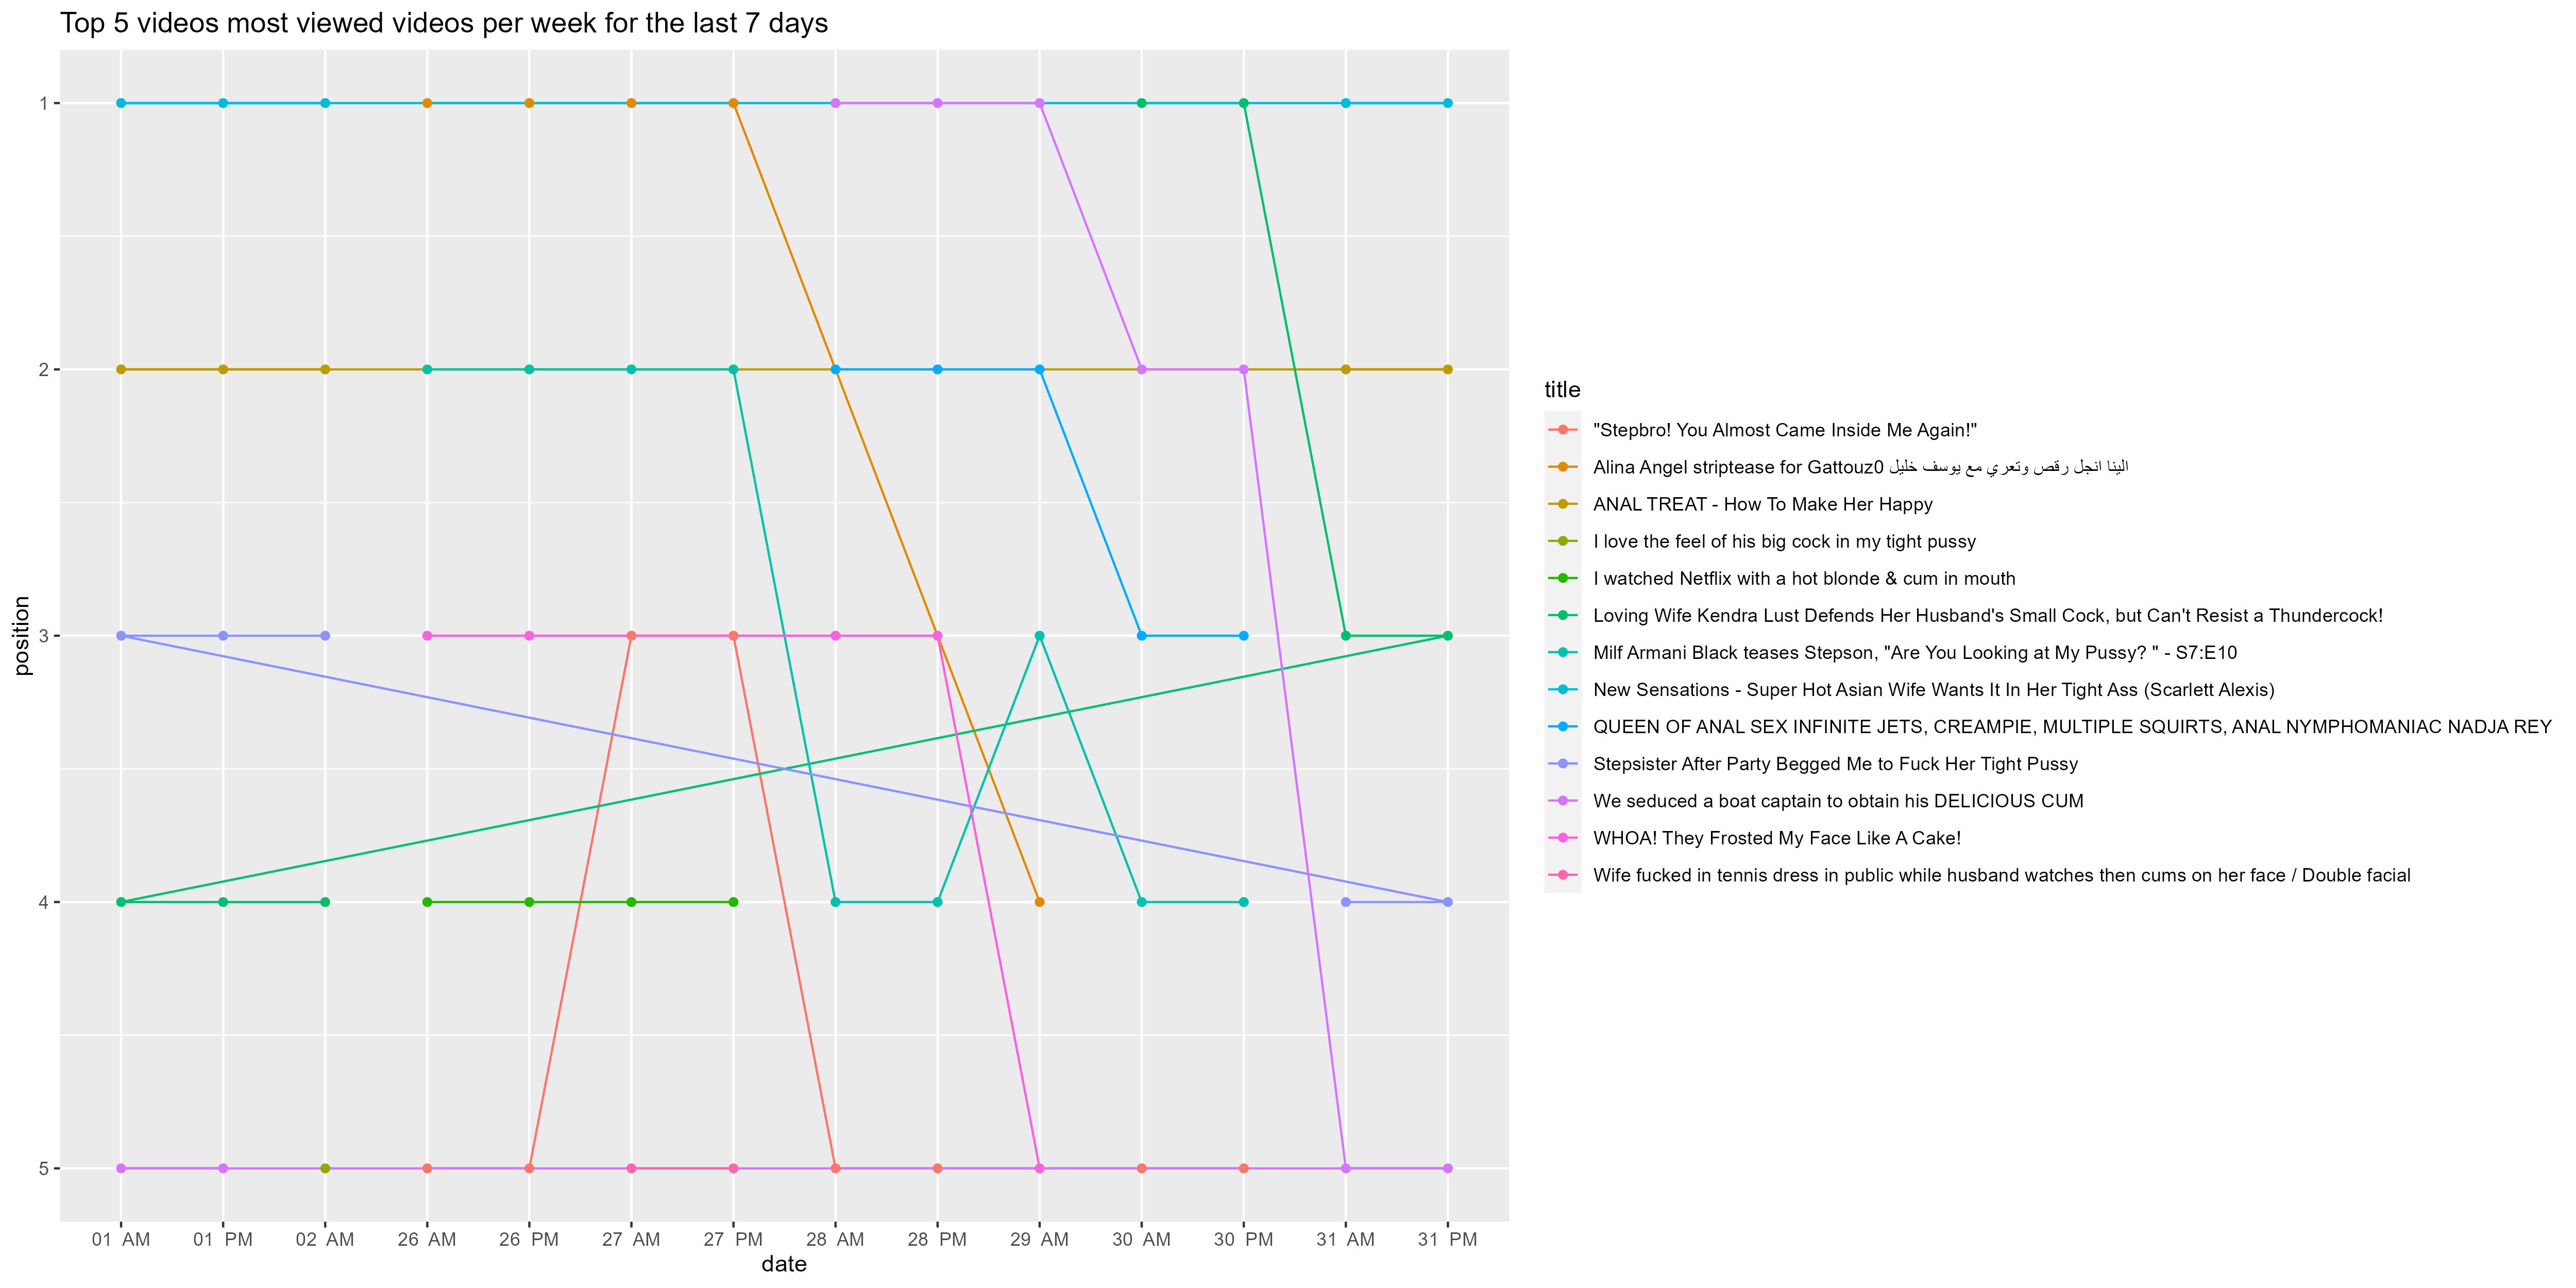 Top 5 videos most viewed videos per week for the last 7 days
position
1
2
3
4
5
01 AM
01 PM
02 AM
26 AM
26 PM
27 AM
27 PM
28 AM
28 PM
29 AM
30 AM
30 PM
31 AM
31 PM
date
title
"Stepbro! You Almost Came Inside Me Again!"
Alina Angel striptease for Gattouz0 الينا انجل رقص وتعري مع يوسف خليل
ANAL TREAT - How To Make Her Happy
I love the feel of his big cock in my tight pussy
I watched Netflix with a hot blonde & cum in mouth
Loving Wife Kendra Lust Defends Her Husband's Small Cock, but Can't Resist a Thundercock!
Milf Armani Black teases Stepson, "Are You Looking at My Pussy? " - S7:E10
New Sensations - Super Hot Asian Wife Wants It In Her Tight Ass (Scarlett Alexis)
QUEEN OF ANAL SEX INFINITE JETS, CREAMPIE, MULTIPLE SQUIRTS, ANAL NYMPHOMANIAC NADJA REY
Stepsister After Party Begged Me to Fuck Her Tight Pussy
We seduced a boat captain to obtain his DELICIOUS CUM
WHOA! They Frosted My Face Like A Cake!
Wife fucked in tennis dress in public while husband watches then cums on her face / Double facial